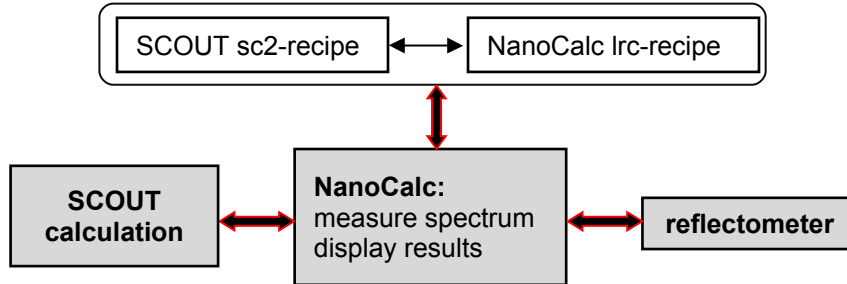 SCOUT sc2-recipe
NanoCalc lrc-recipe
SCOUT
calculation
NanoCalc:
measure spectrum
display results
reflectometer